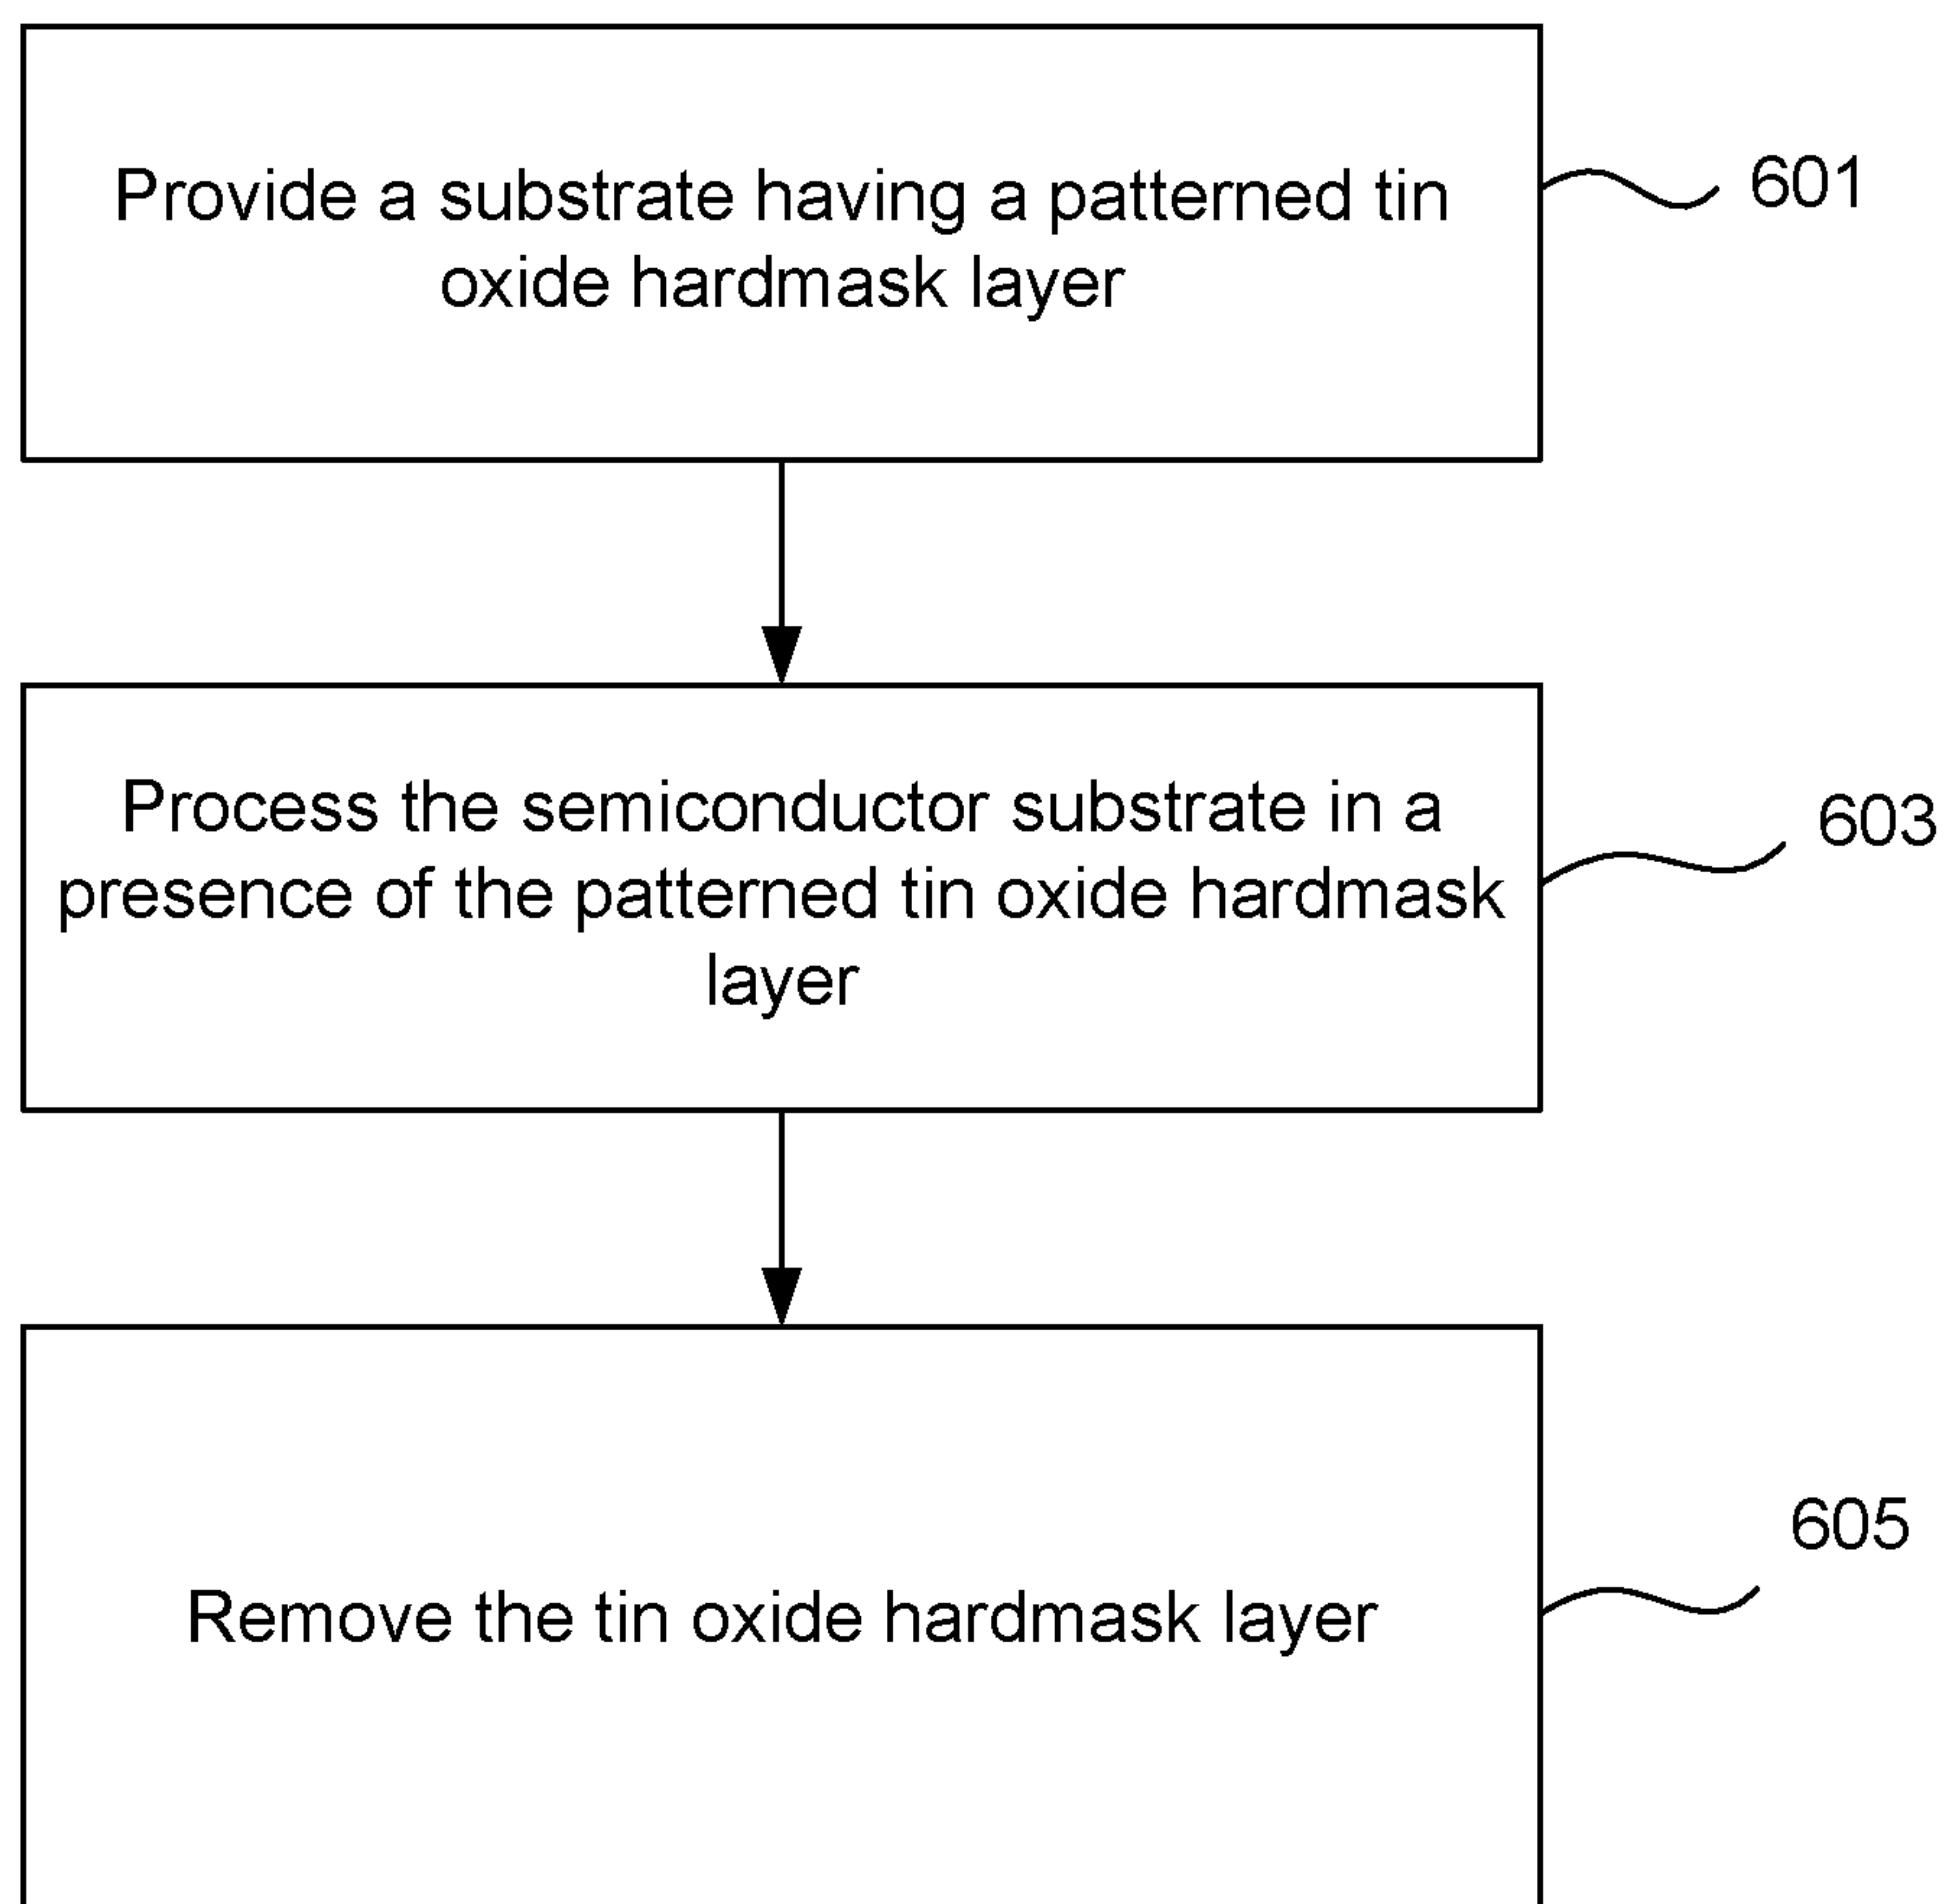 Provide a substrate having a patterned tin
oxide hardmask layer
601
Process the semiconductor substrate in a
presence of the patterned tin oxide hardmask
layer
603
Remove the tin oxide hardmask layer
605